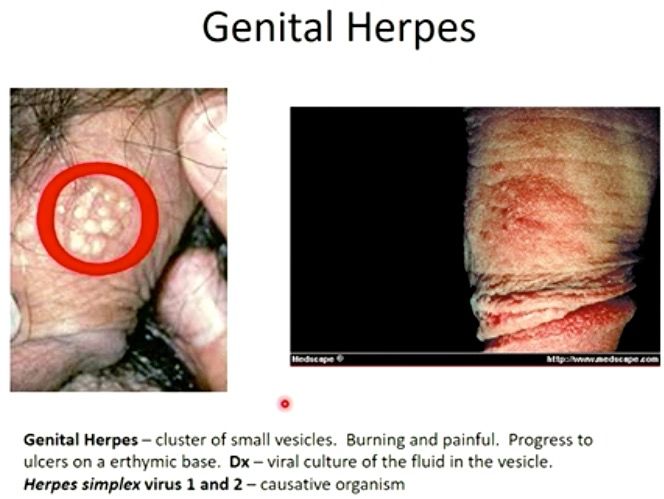 Genital Herpes
Medscape ®
http://www.medscape.com
Genital Herpes – cluster of small vesicles. Burning and painful. Progress to
ulcers on a erthymic base. Dx – viral culture of the fluid in the vesicle.
Herpes simplex virus 1 and 2 – causative organism